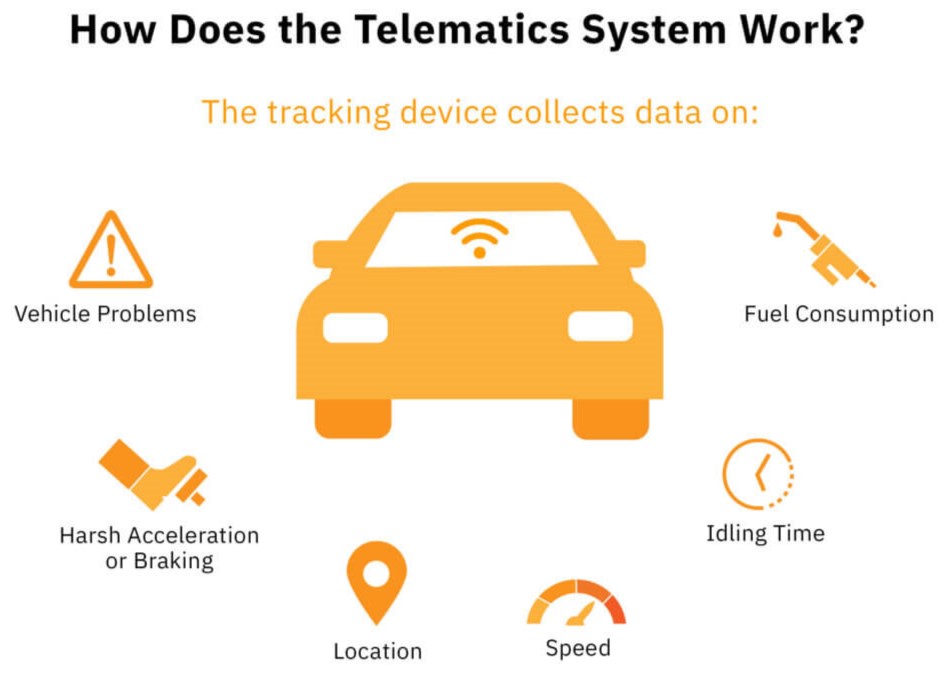 How Does the Telematics System Work?
The tracking device collects data on:
Vehicle Problems
Fuel Consumption
Harsh Acceleration
or Braking
Idling Time
Location
Speed